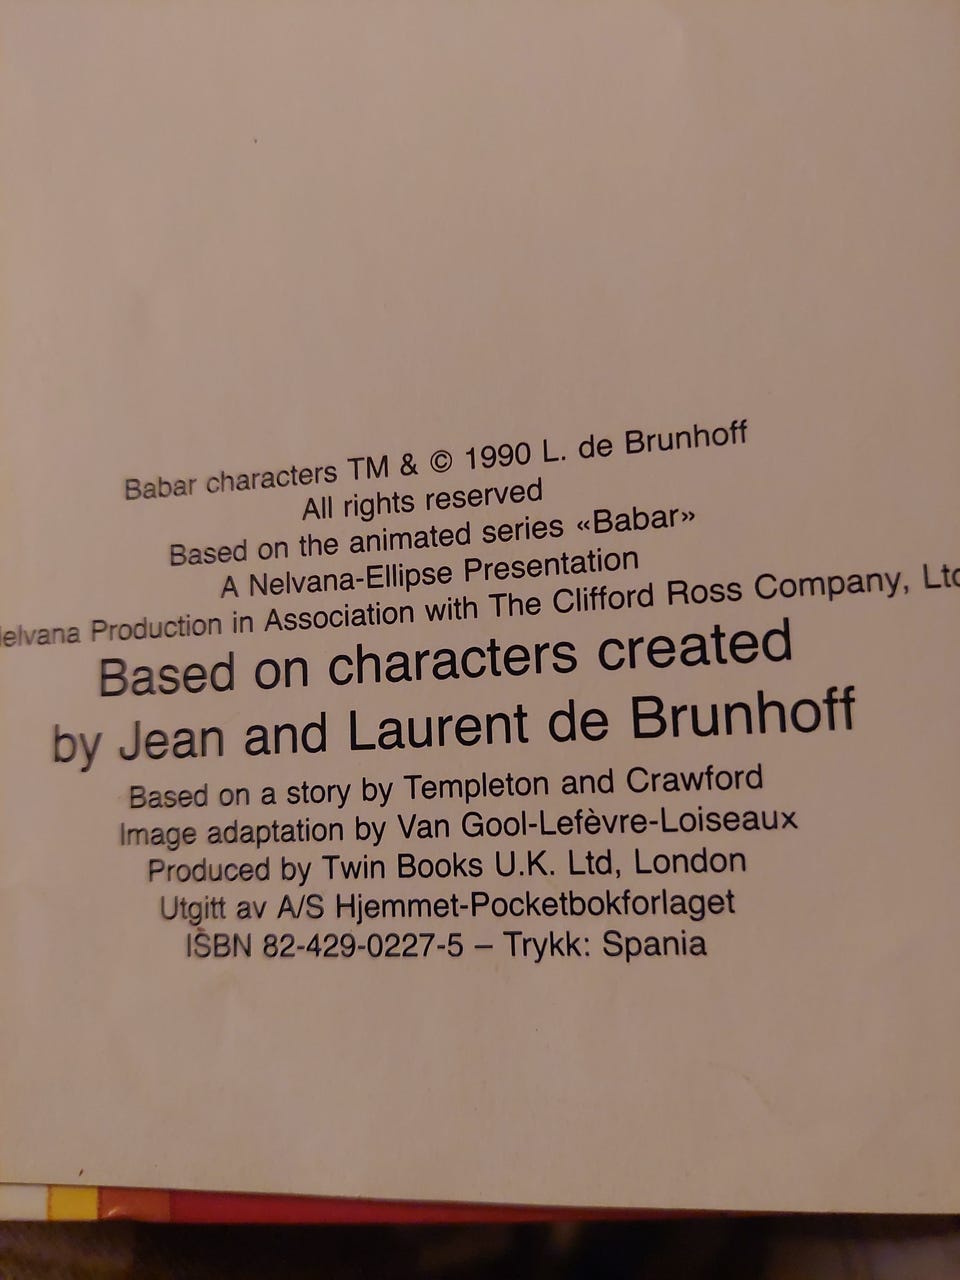 Babar characters TM & © 1990 L. de Brunhoff
All rights reserved
Based on the animated series «Babar»
A Nelvana-Ellipse Presentation
Production in Association with The Clifford Ross Company,
Based on characters created
by Jean and Laurent de Brunhoff
Based on a story by Templeton and Crawford
Image adaptation by Van Gool-Lefèvre-Loiseaux
Produced by Twin Books U.K. Ltd, London
Utgitt av A/S Hjemmet-Pocketbokforlaget
ISBN 82-429-0227-5 – Trykk: Spania